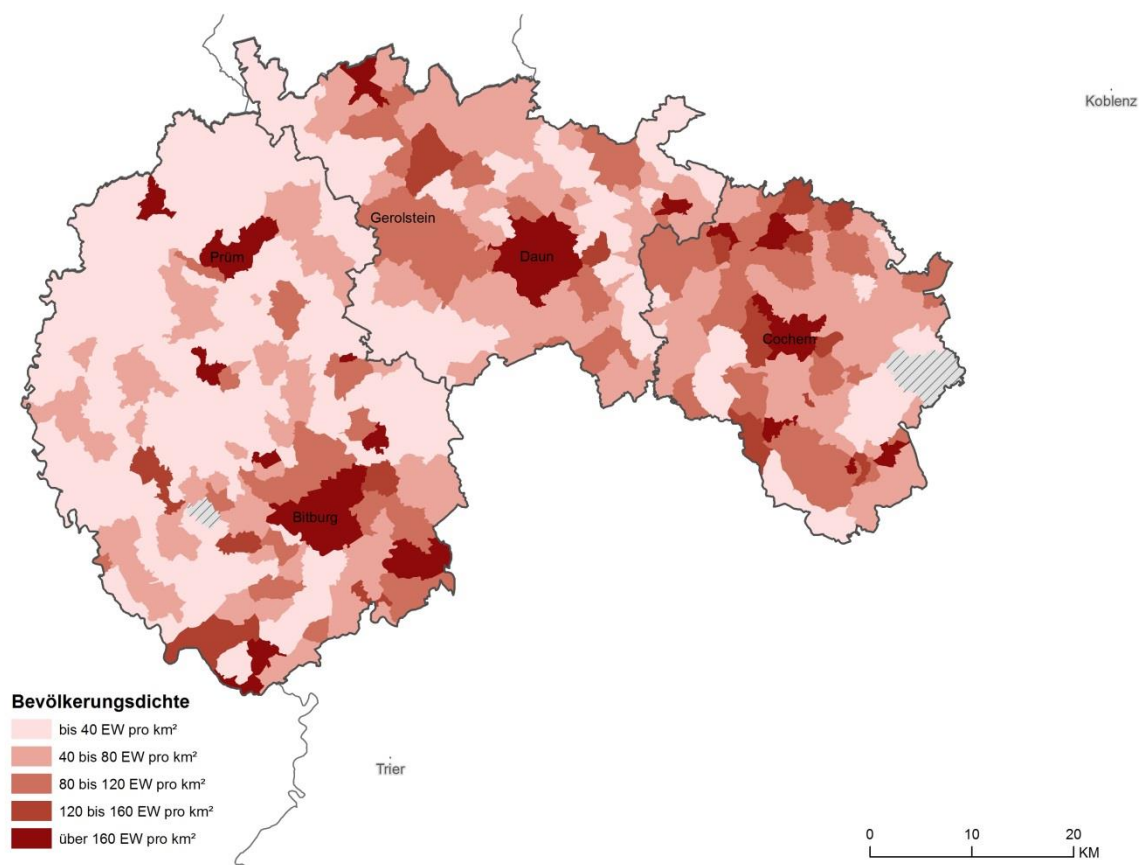 Koblenz
Gerolstein
Prüm
Daun
Cochem
Bitburg
Bevölkerungsdichte
bis 40 EW pro km²
40 bis 80 EW pro km²
80 bis 120 EW pro km²
120 bis 160 EW pro km²
über 160 EW pro km²
Trier
0 10 20
KM